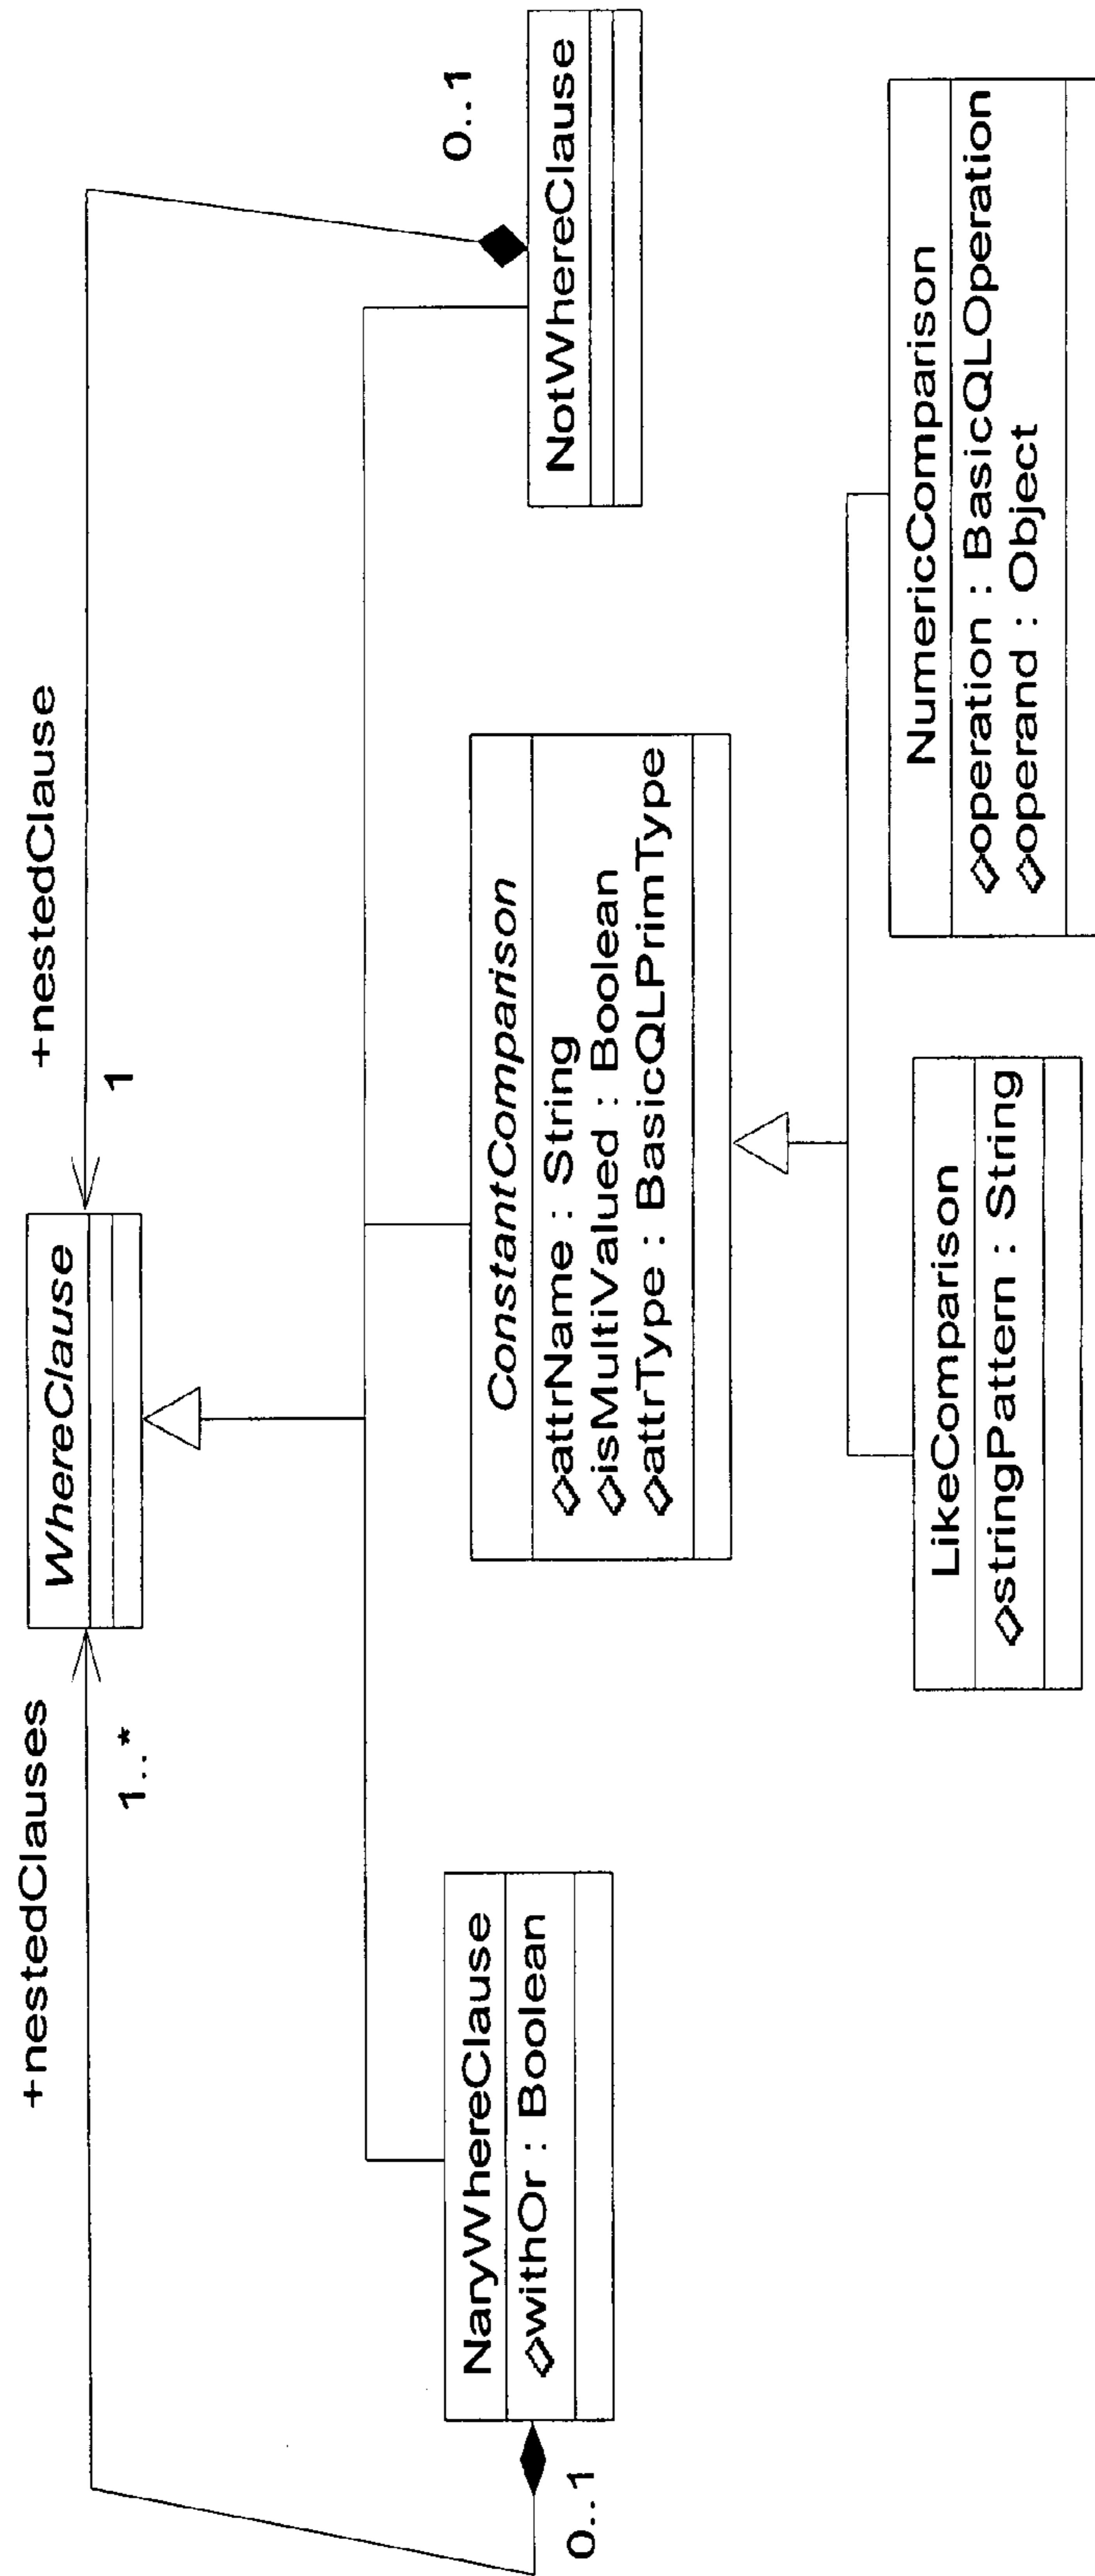 +nestedClauses
+nestedClause
1..*
1
WhereClause
0..1
0..1
NaryWhereClause
withOr : Boolean
ConstantComparison
attrName : String
isMultiValued : Boolean
attrType : BasicQLPrimType
NotWhereClause
LikeComparison
stringPattern : String
NumericComparison
operation : BasicQLOperation
operand : Object